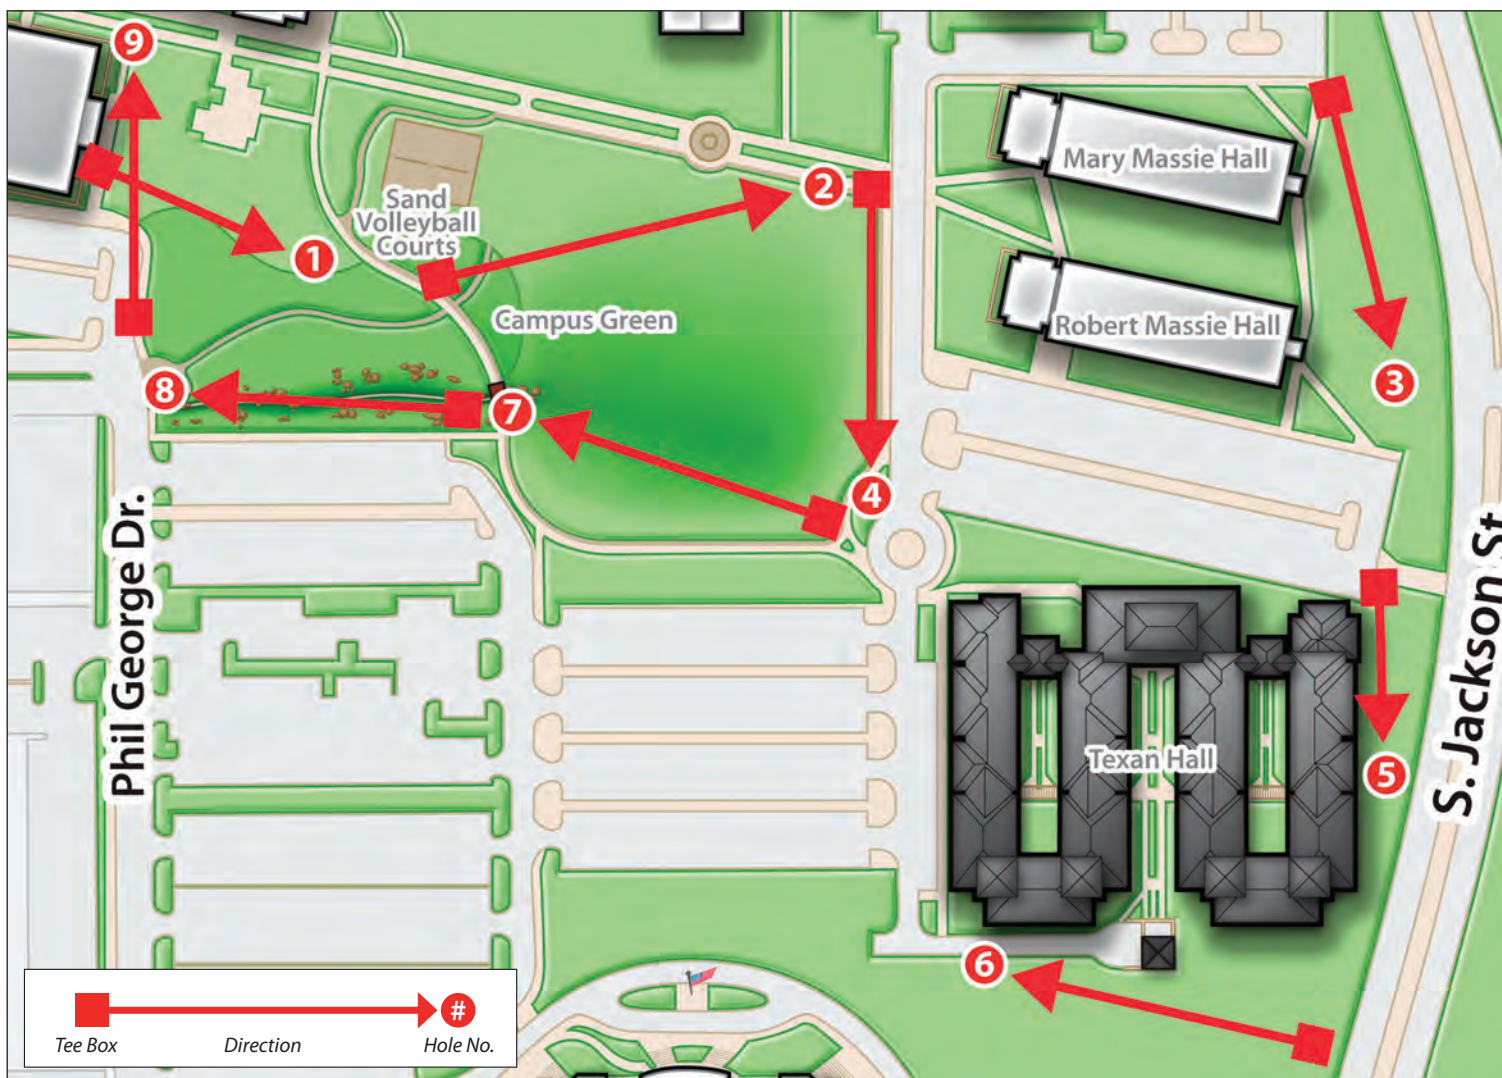 9
Mary Massie Hall
2
Sand
Volleyball
Courts
1
Campus Green
Robert Massie Hall
3
8
7
4
Phil George Dr.
S. Jackson St
Texan Hall
5
6
#
Tee Box
Direction
Hole No.